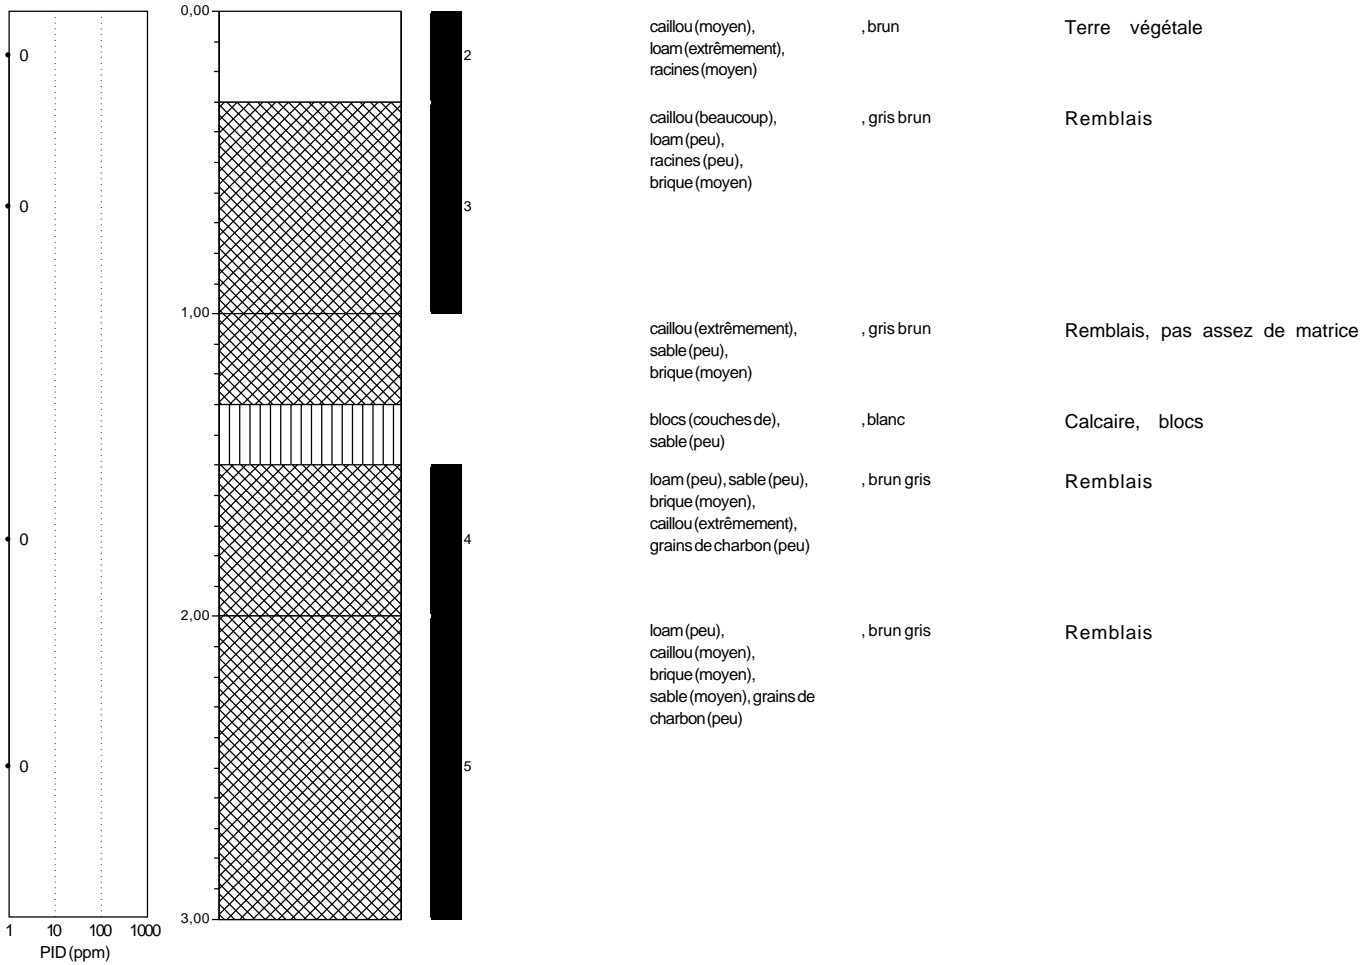 0,00
caillou (moyen), , brun Terre végétale
0 2 loam (extrêmement),
racines (moyen)
caillou (beaucoup), , gris brun Remblais
loam (peu),
racines (peu),
brique (moyen)
0 3
1,00
caillou (extrêmement), , gris brun Remblais, pas assez de matrice
sable (peu),
brique (moyen)
blocs (couches de), , blanc Calcaire, blocs
sable (peu)
loam (peu), sable (peu), , brun gris Remblais
brique (moyen),
caillou (extrêmement),
0 4 grains de charbon (peu)
2,00
loam (peu), , brun gris Remblais
caillou (moyen),
brique (moyen),
sable (moyen), grains de
charbon (peu)
0 5
3,00
1 10 100 1000
PID (ppm)